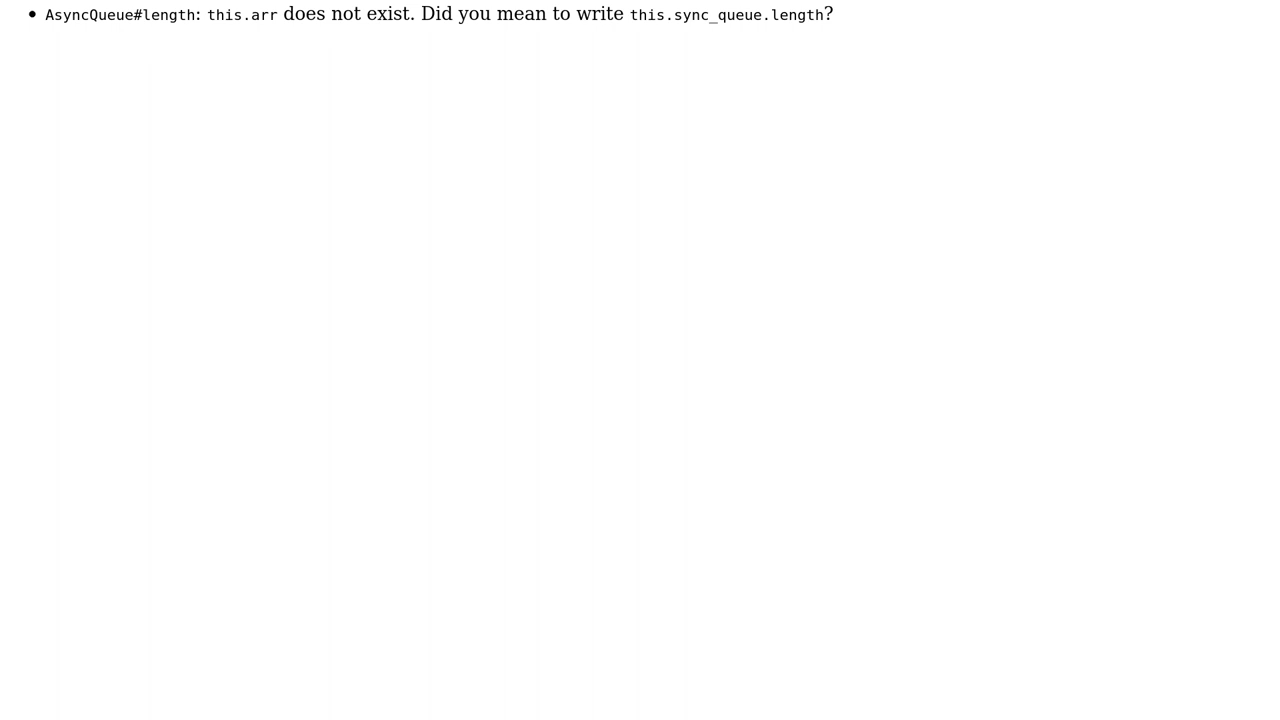 • AsyncQueue#length: this.arr does not exist. Did you mean to write this.sync_queue.length?